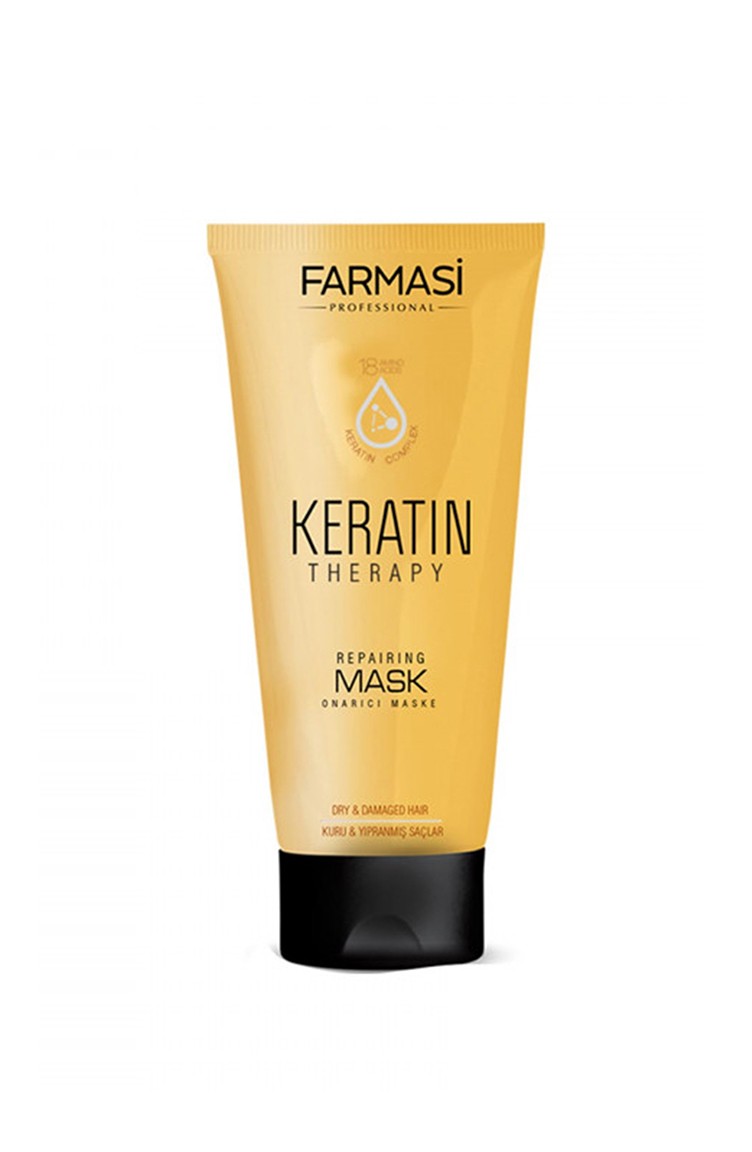 FARMASİ
PROFESSIONAL
18 AMINO
ACIDS
KERATIN COMPLEX
KERATIN
THERAPY
REPAIRING
MASK
ONARICI MASKE
DRY & DAMAGED HAIR
KURU & YIPRANMIŞ SAÇLAR